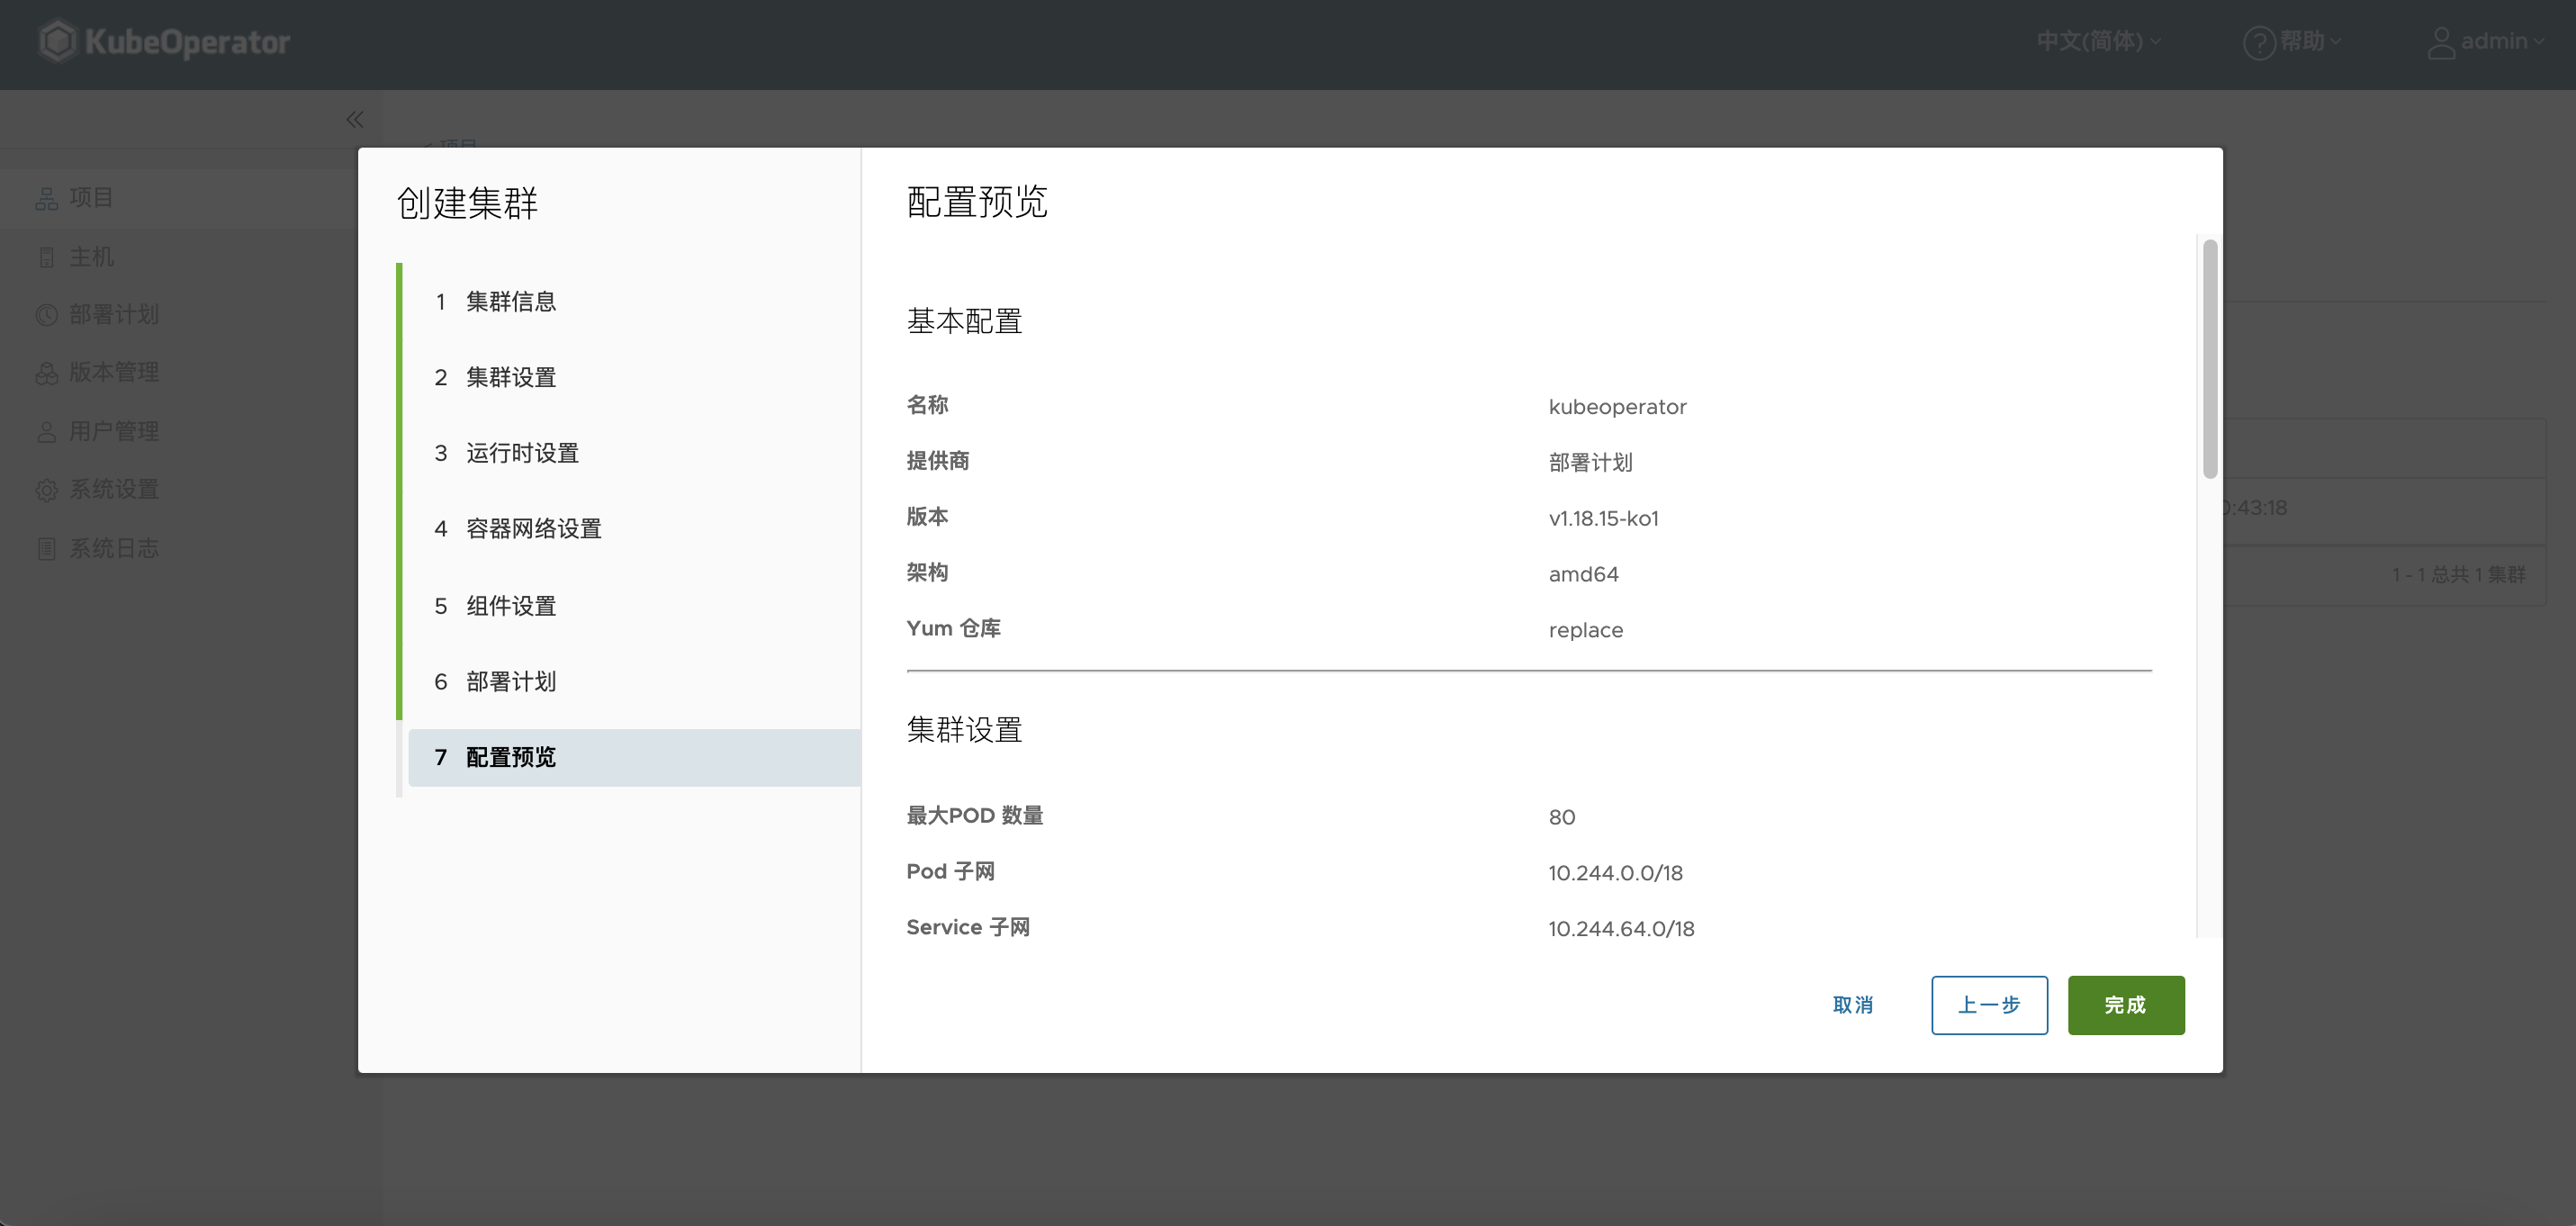 KubeOperator
中文(简体)
帮助
admin
项目
主机
部署计划
版本管理
用户管理
系统设置
系统日志
创建集群
1 集群信息
2 集群设置
3 运行时设置
4 容器网络设置
5 组件设置
6 部署计划
7 配置预览
配置预览
基本配置
名称 kubeoperator
提供商 部署计划
版本 v1.18.15-ko1
架构 amd64
Yum 仓库 replace
集群设置
最大POD 数量 80
Pod 子网 10.244.0.0/18
Service 子网 10.244.64.0/18
取消
上一步
完成
:43:18
1 - 1 总共 1 集群